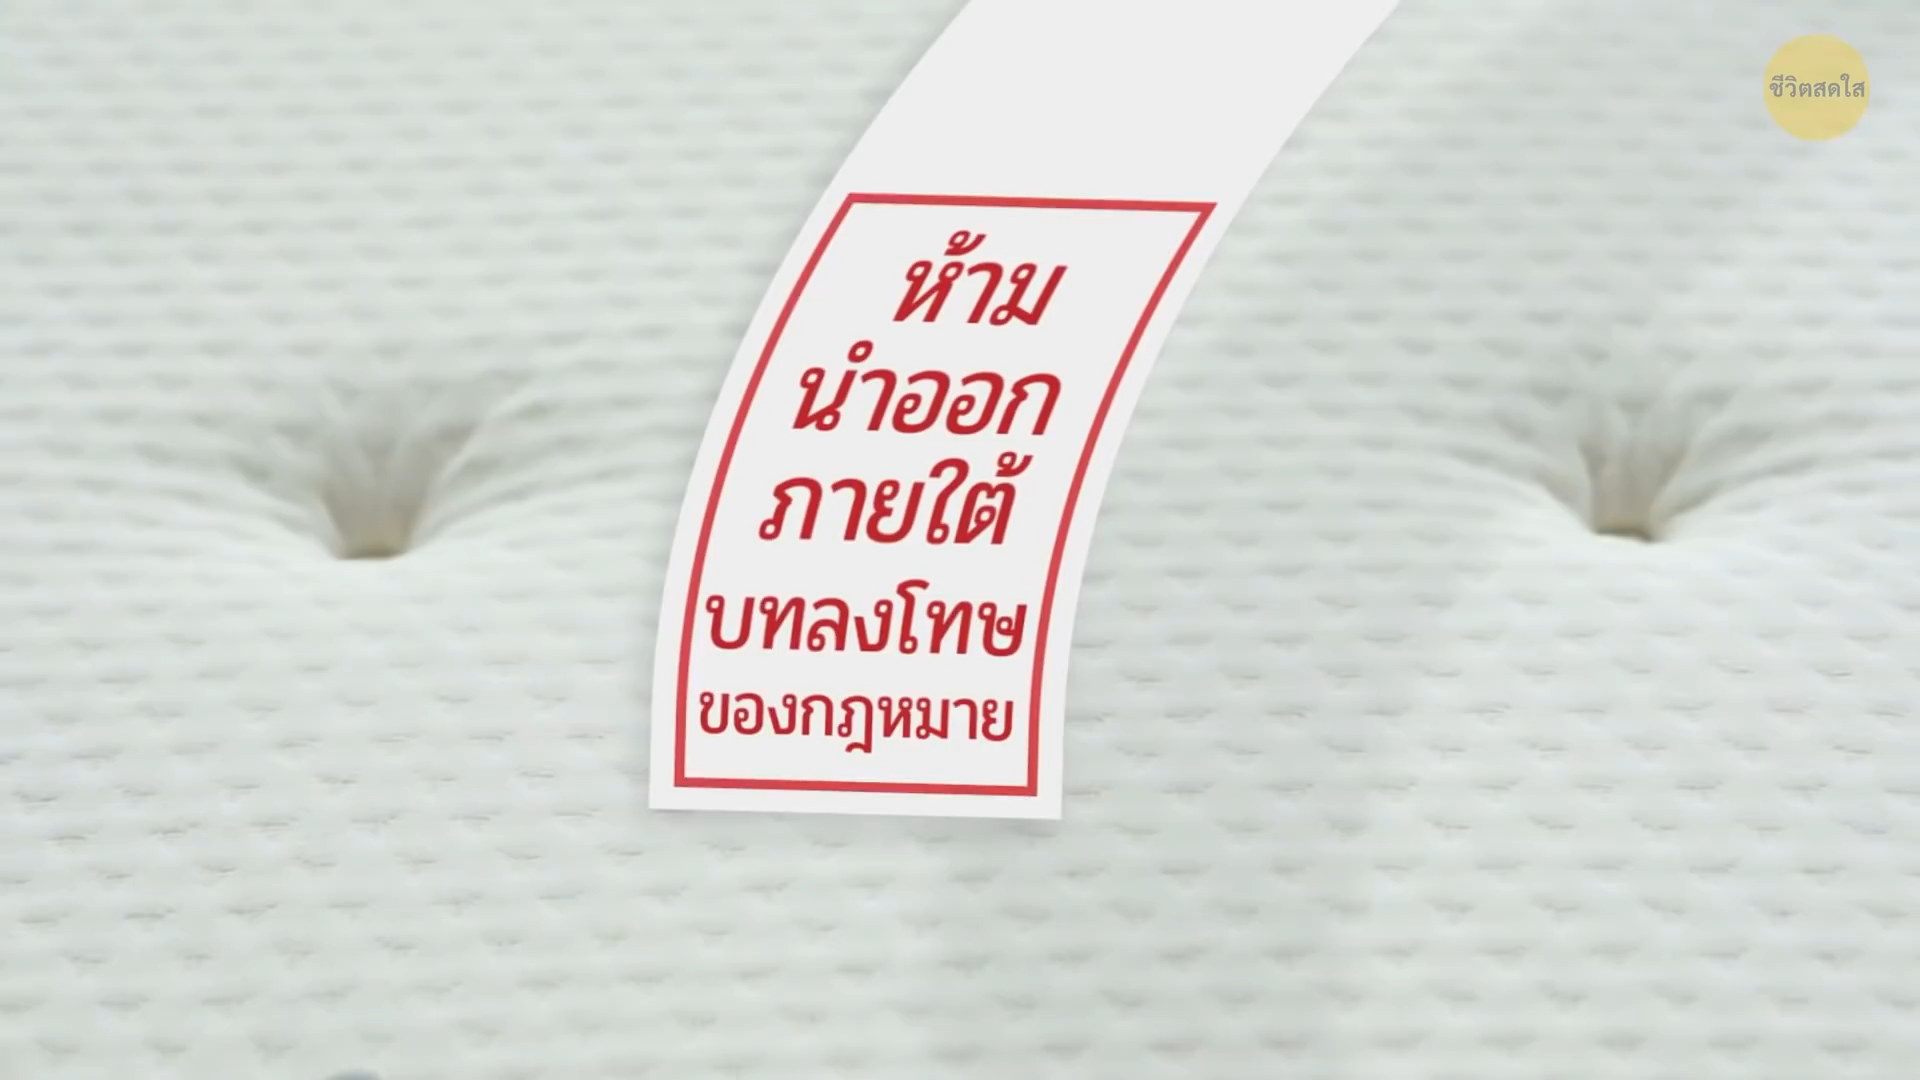 ชีวิตสดใส
ห้าม
นำออก
ภายใต้
บทลงโทษ
ของกฎหมาย